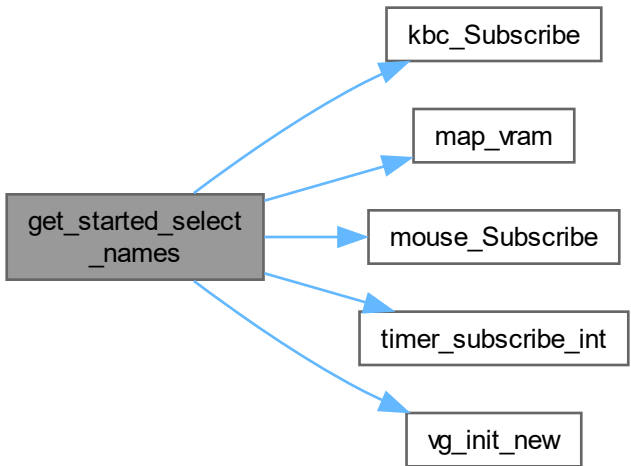 get_started_select
_names
kbc_Subscribe
map_vram
mouse_Subscribe
timer_subscribe_int
vg_init_new